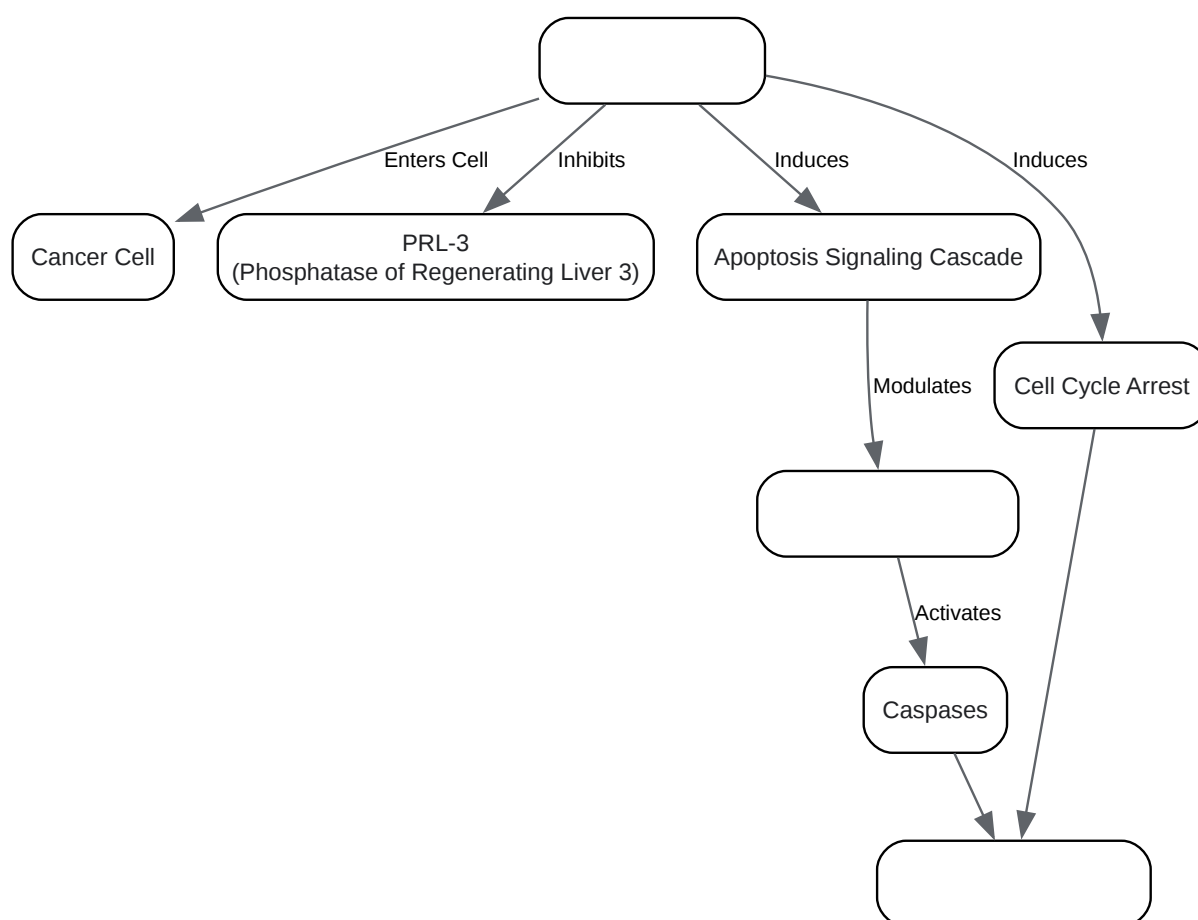 Enters Cell
Inhibits
Induces
Induces
Cancer Cell
PRL-3
(Phosphatase of Regenerating Liver 3)
Apoptosis Signaling Cascade
Modulates
Cell Cycle Arrest
Activates
Caspases